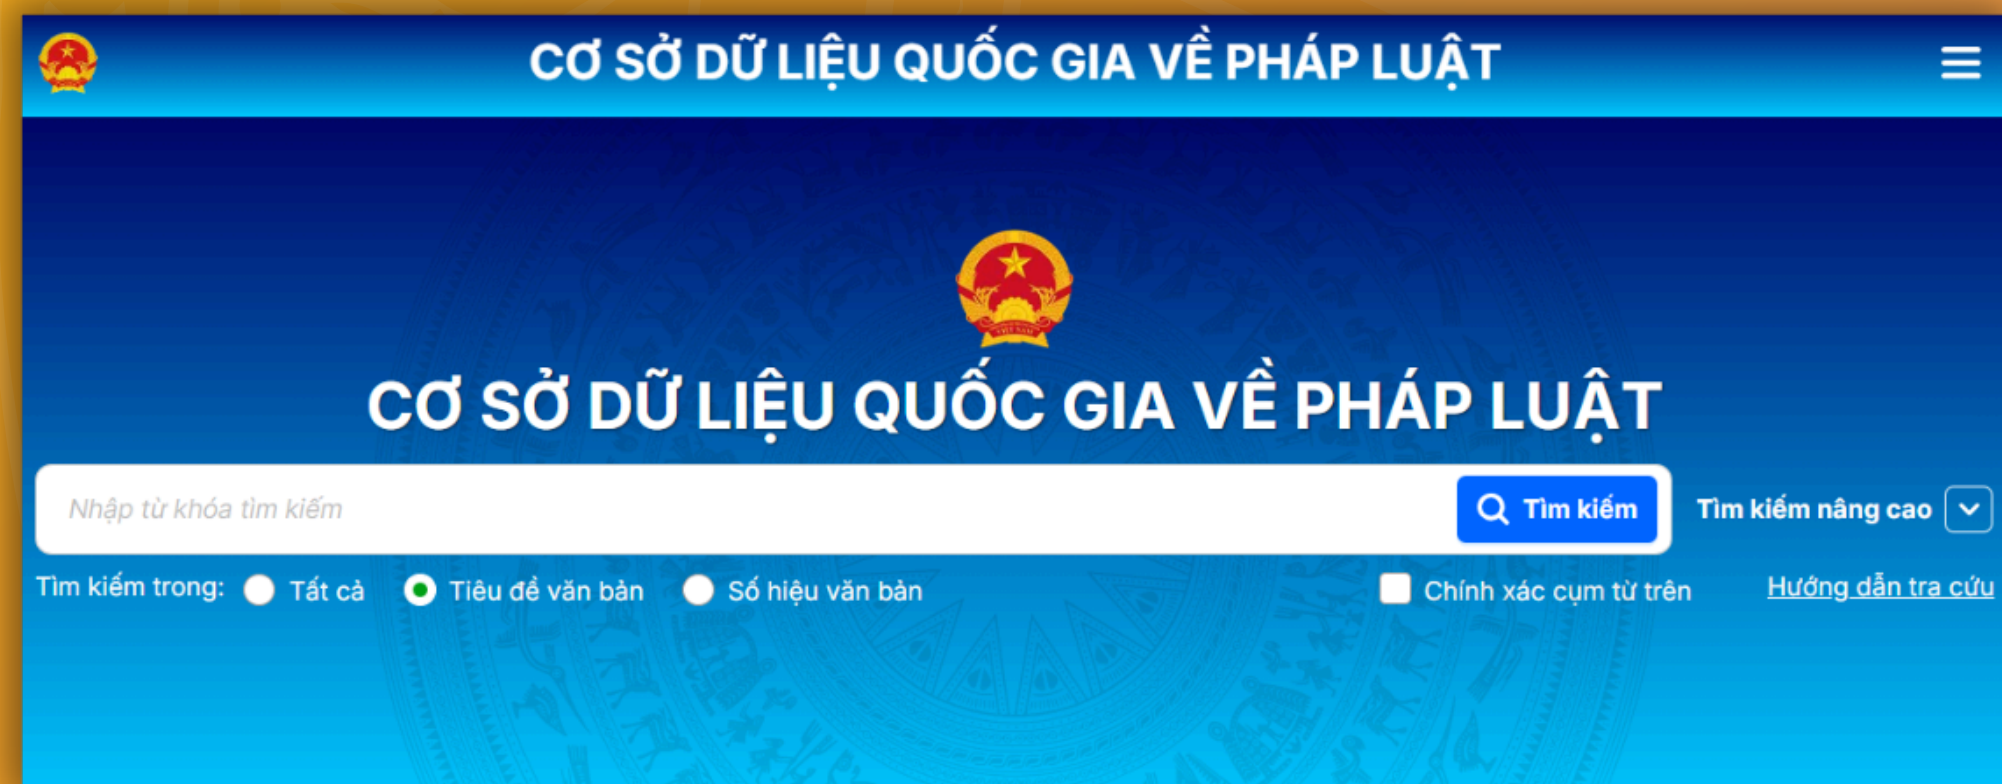 CƠ SỞ DỮ LIỆU QUỐC GIA VỀ PHÁP LUẬT
VIỆT NAM
CƠ SỞ DỮ LIỆU QUỐC GIA VỀ PHÁP LUẬT
Nhập từ khóa tìm kiếm
Tìm kiếm
Tìm kiếm nâng cao
Tìm kiếm trong:
Tất cả
Tiêu đề văn bản
Số hiệu văn bản
Chính xác cụm từ trên
Hướng dẫn tra cứu